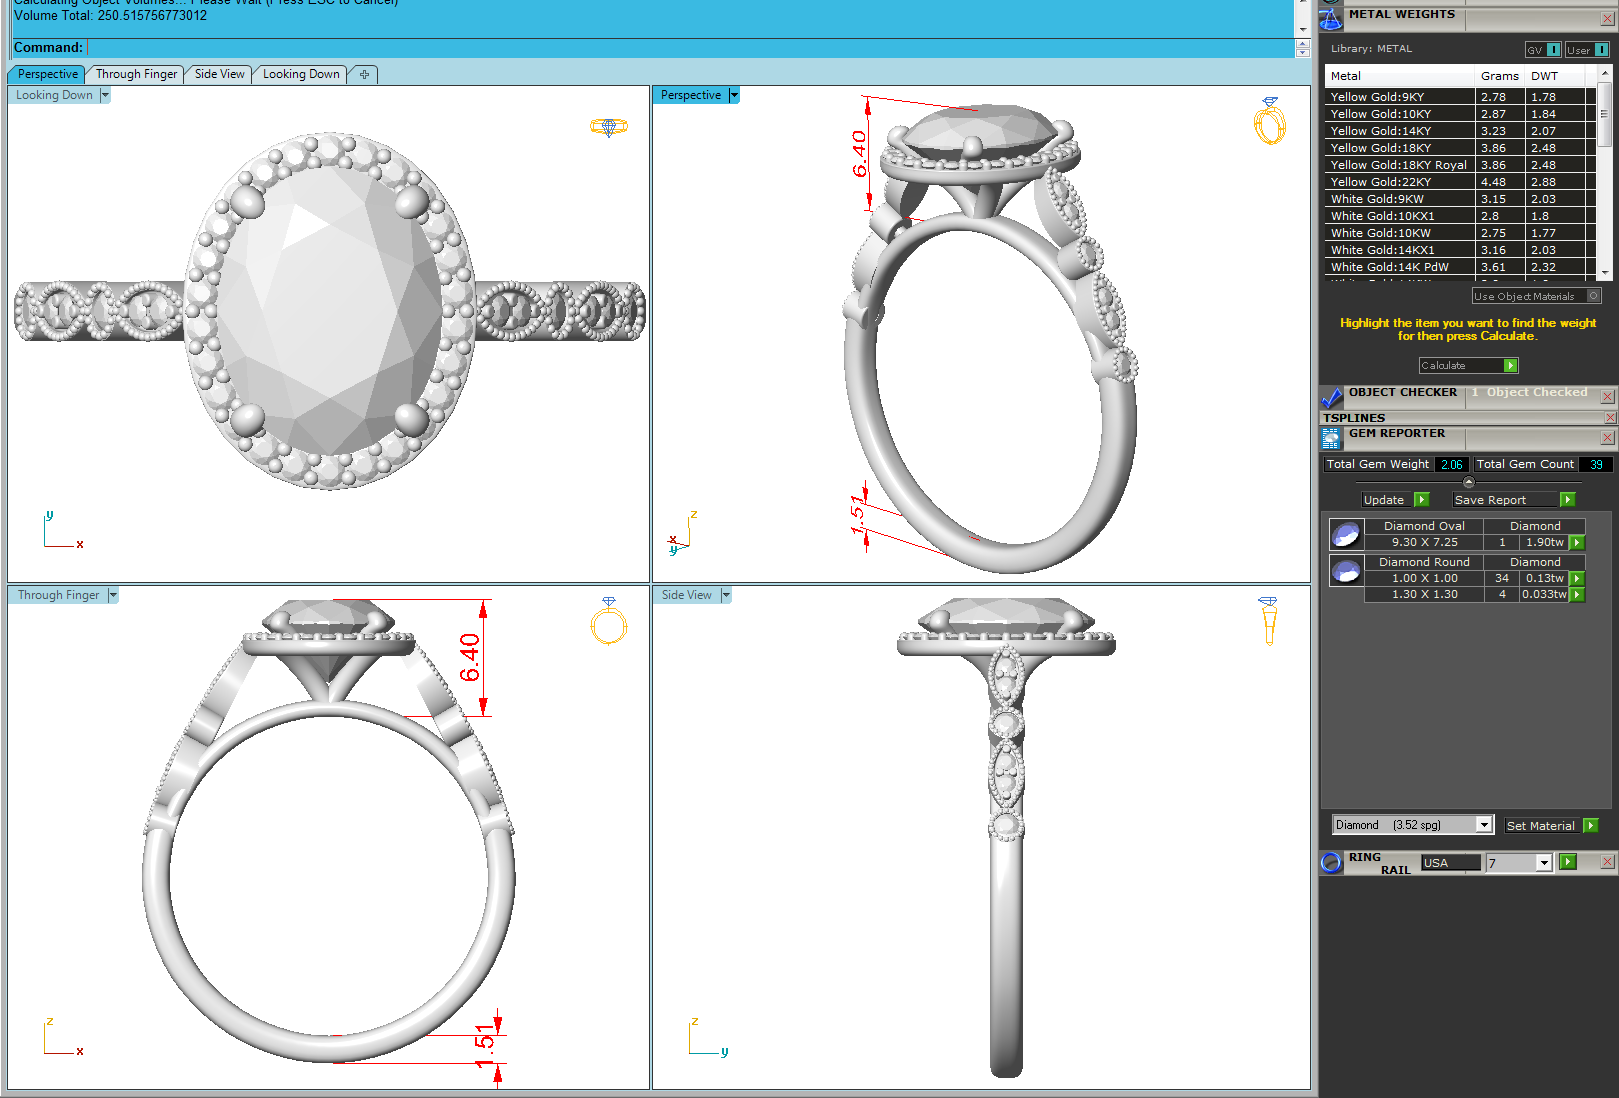 Calculating Object Volumes... Please Wait (Press ESC to Cancel)
Volume Total: 250.515756773012
Command:
Perspective
Through Finger
Side View
Looking Down
Looking Down
y
x
Perspective
6.40
1.51
z
x
y
Through Finger
6.40
1.51
z
x
Side View
z
y
METAL WEIGHTS
Library: METAL
GV
User
Metal Grams DWT
Yellow Gold:9KY 2.78 1.78
Yellow Gold:10KY 2.87 1.84
Yellow Gold:14KY 3.23 2.07
Yellow Gold:18KY 3.86 2.48
Yellow Gold:18KY Royal 3.86 2.48
Yellow Gold:22KY 4.48 2.88
White Gold:9KW 3.15 2.03
White Gold:10KX1 2.8 1.8
White Gold:10KW 2.75 1.77
White Gold:14KX1 3.16 2.03
White Gold:14K PdW 3.61 2.32
Use Object Materials
Highlight the item you want to find the weight
for then press Calculate.
Calculate
OBJECT CHECKER 1 Object Checked
TSPLINES
GEM REPORTER
Total Gem Weight 2.06 Total Gem Count 39
Update
Save Report
Diamond Oval Diamond
9.30 X 7.25 1 1.90tw
Diamond Round Diamond
1.00 X 1.00 34 0.13tw
1.30 X 1.30 4 0.033tw
Diamond (3.52 spg)
Set Material
RING
RAIL
USA
7